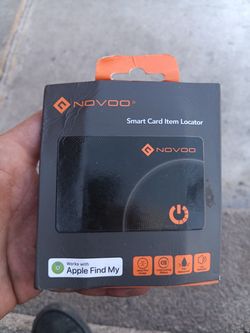 NOVOO
Smart Card Item Locator
NOVOO
Works with
Apple Find My